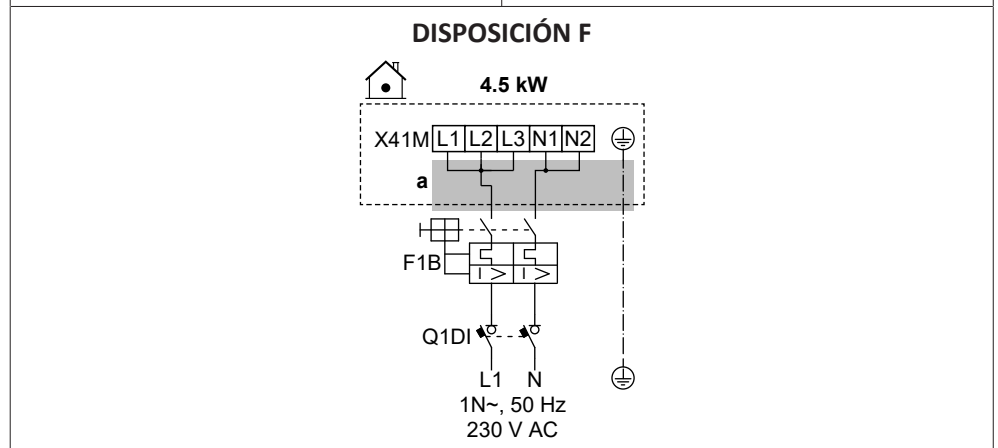 DISPOSICIÓN F
4.5 kW
X41M L1 L2 L3 N1 N2
a
F1B
I > I >
Q1DI
L1 N
1N~, 50 Hz
230 V AC